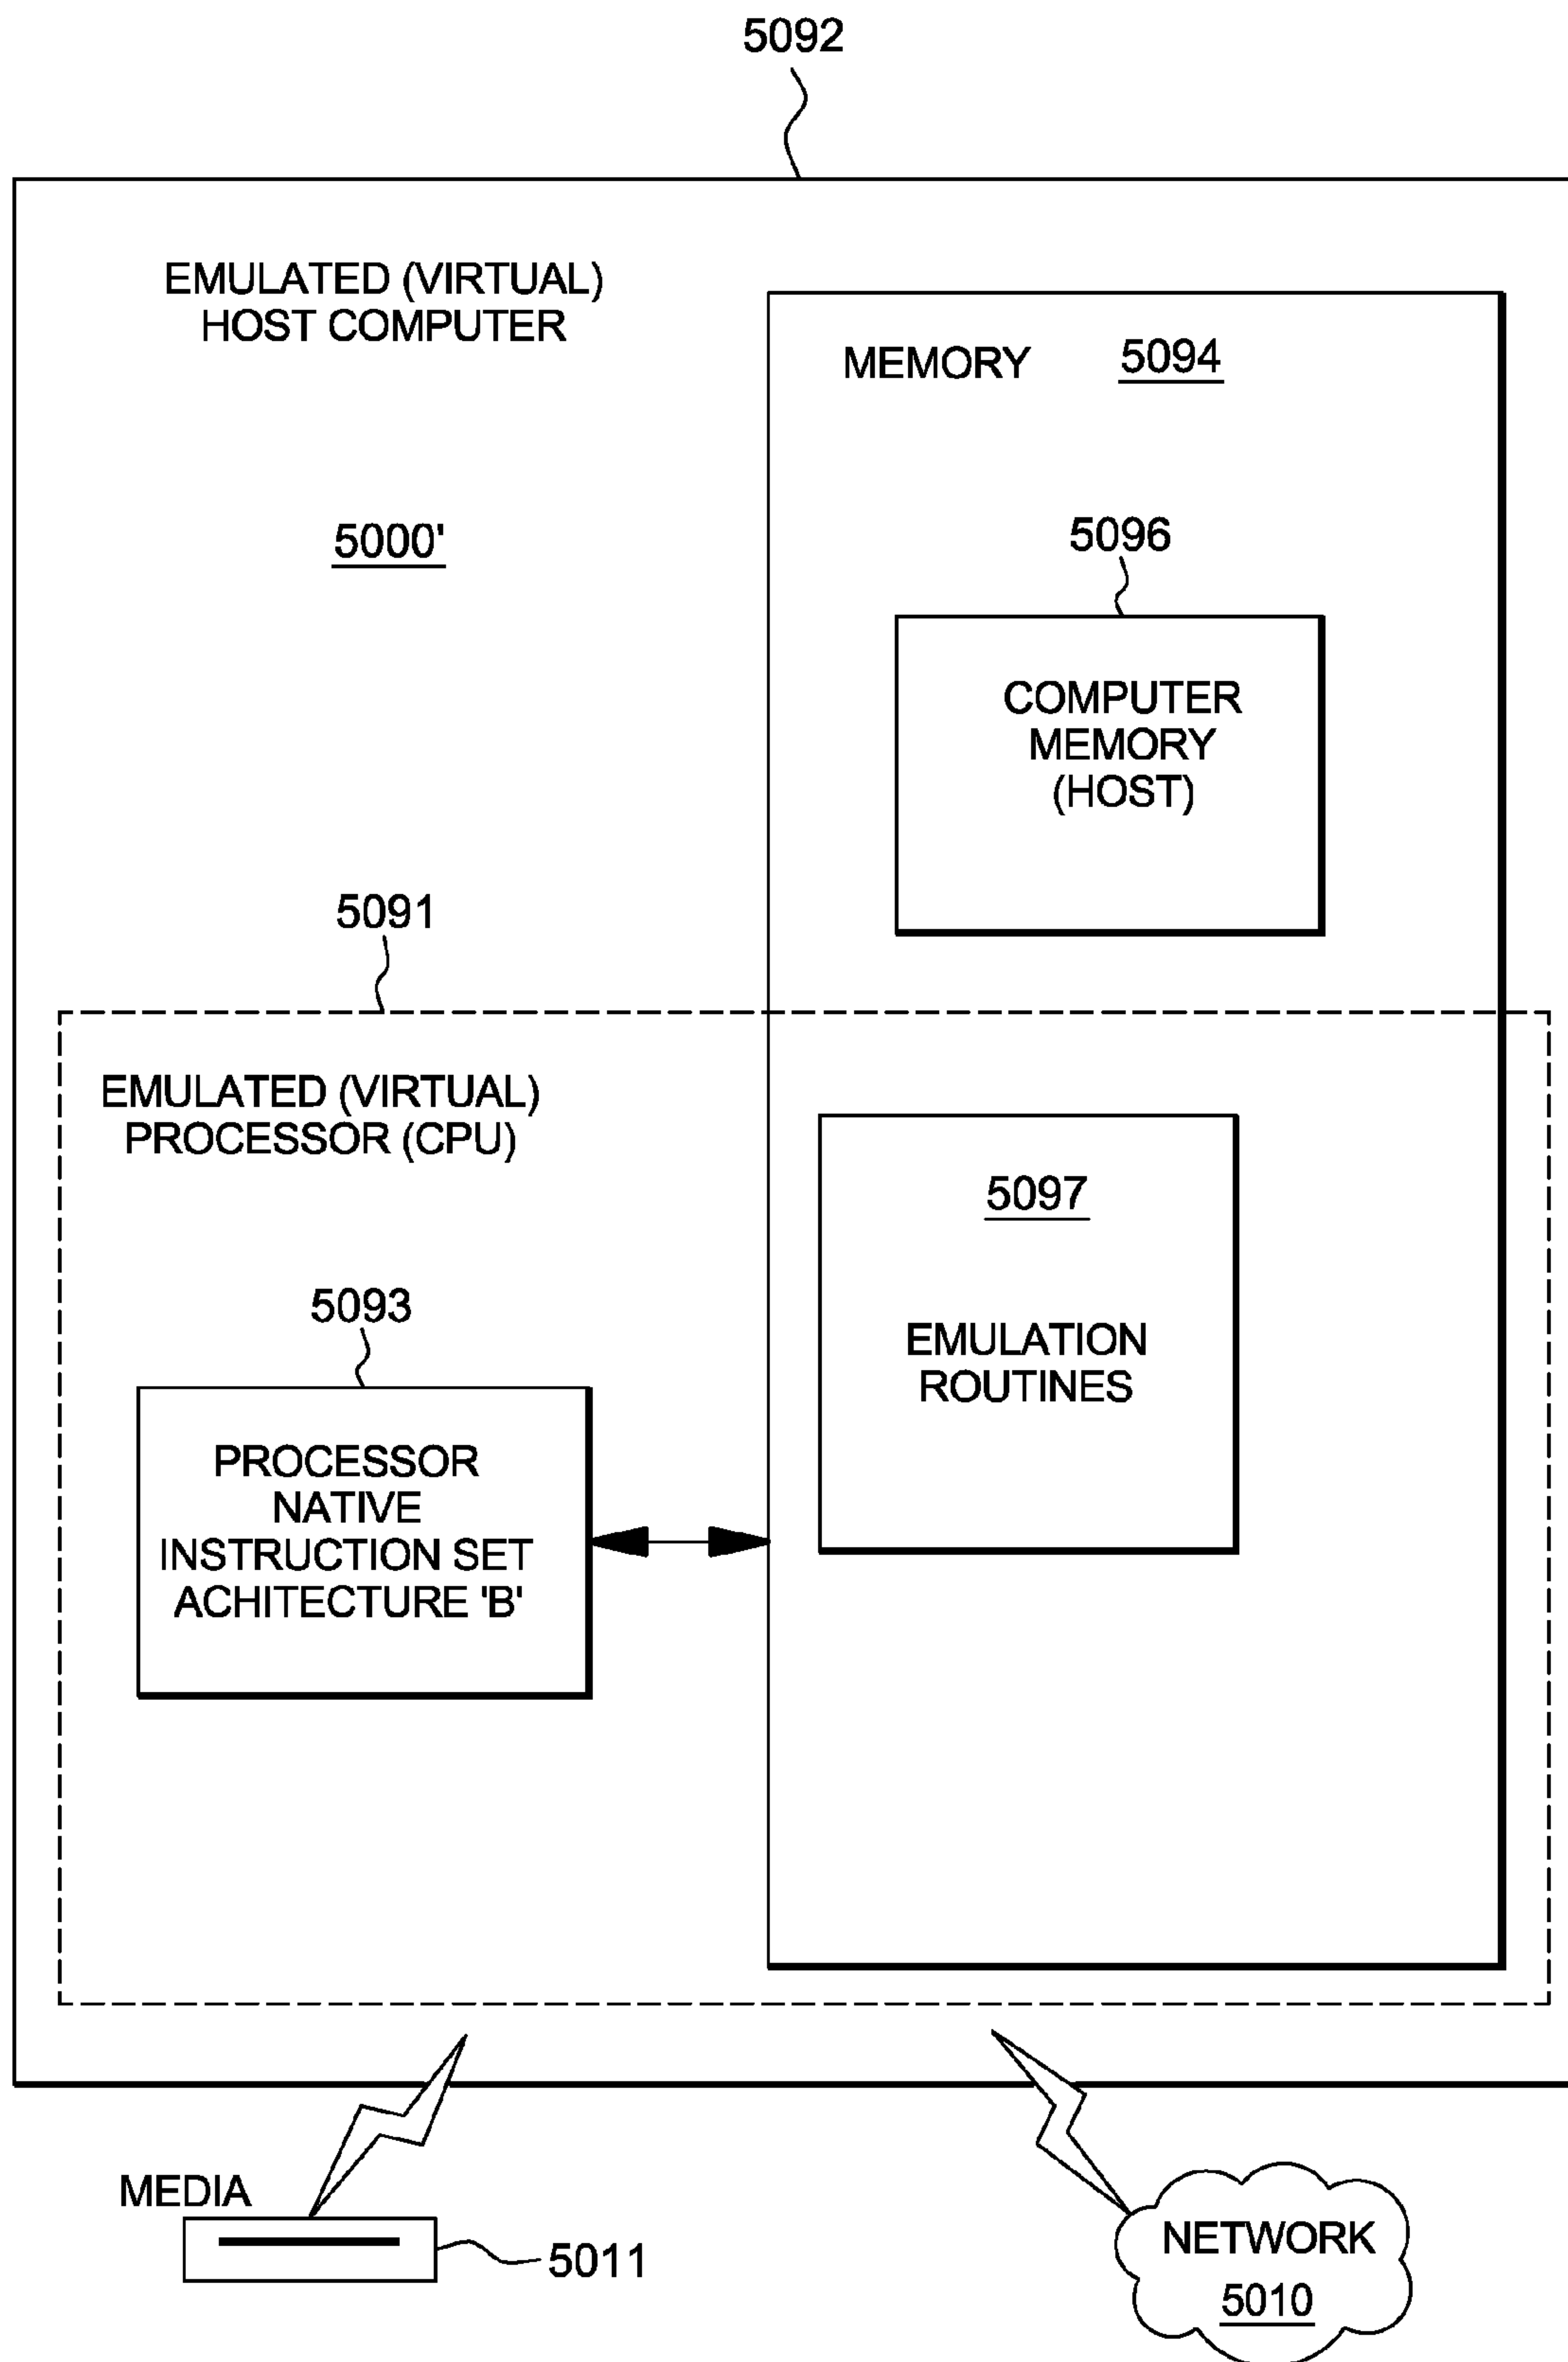 5092
EMULATED (VIRTUAL)
HOST COMPUTER
5000'
MEMORY 5094
5096
COMPUTER
MEMORY
(HOST)
5091
EMULATED (VIRTUAL)
PROCESSOR (CPU)
5097
EMULATION
ROUTINES
5093
PROCESSOR
NATIVE
INSTRUCTION SET
ACHITECTURE 'B'
MEDIA
5011
NETWORK
5010